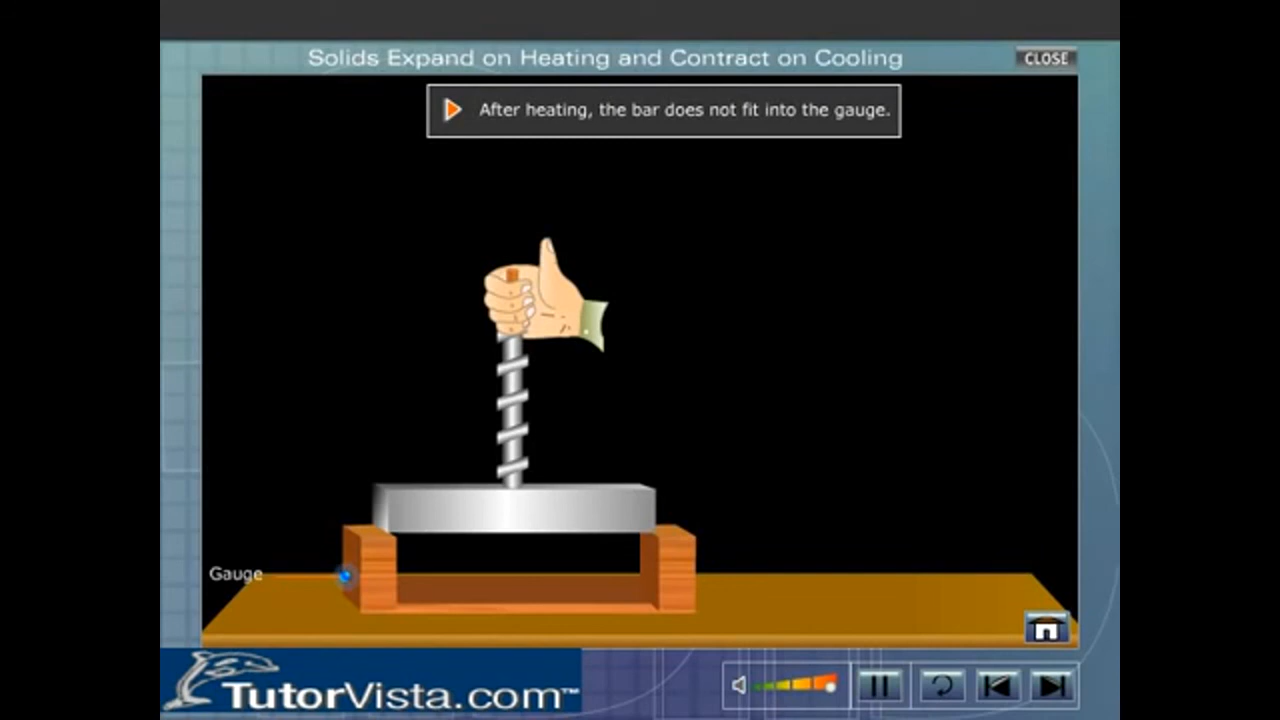 Solids Expand on Heating and Contract on Cooling
CLOSE
After heating, the bar does not fit into the gauge.
Gauge
TutorVista.com™